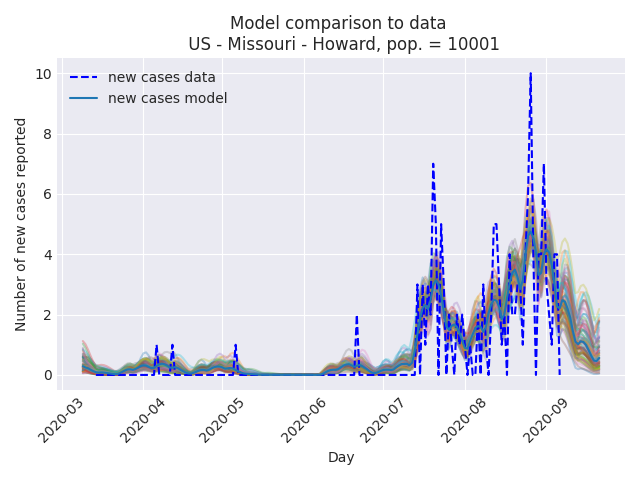 Model comparison to data
US - Missouri - Howard, pop. = 10001
new cases data
new cases model
Number of new cases reported
10
8
6
4
2
0
2020-03
2020-04
2020-05
2020-06
2020-07
2020-08
2020-09
Day